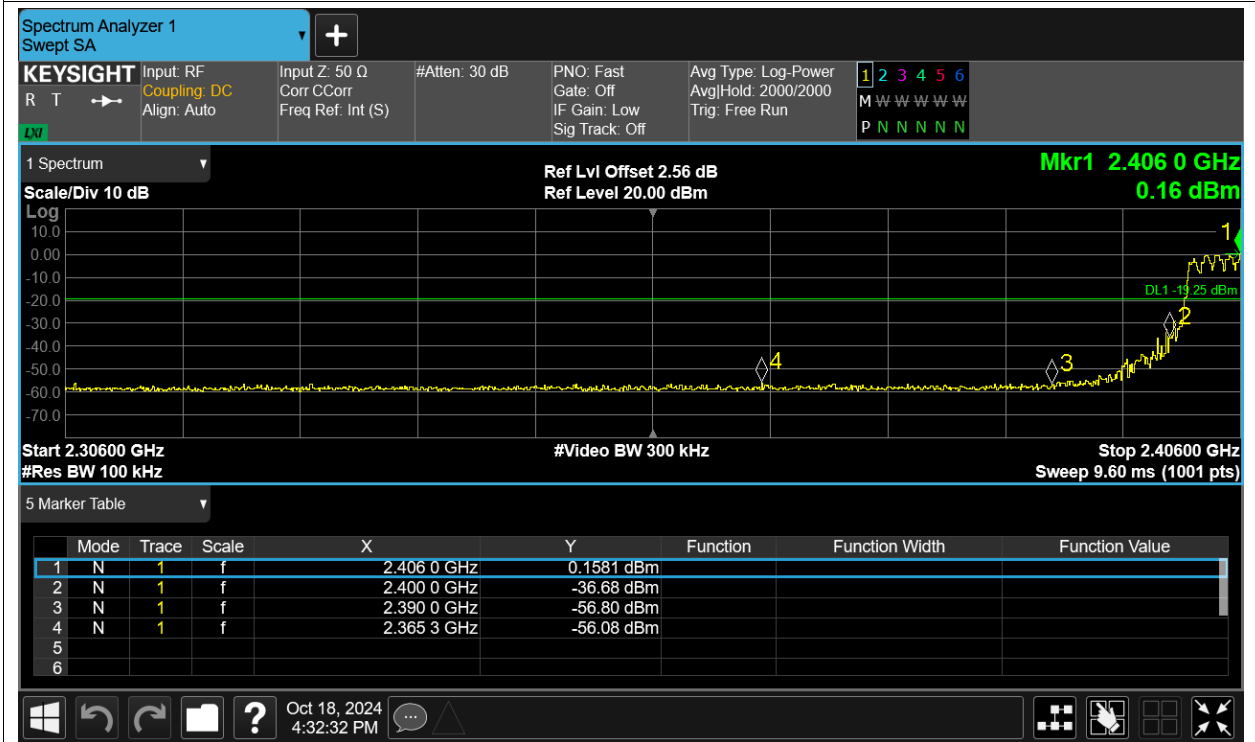 Spectrum Analyzer 1
Swept SA
KEYSIGHT Input: RF Input Z: 50 Ω #Atten: 30 dB PNO: Fast Avg Type: Log-Power 1 2 3 4 5 6
R T Coupling: DC Corr CCorr Gate: Off Avg|Hold: 2000/2000 M W W W W W
Align: Auto Freq Ref: Int (S) IF Gain: Low Trig: Free Run P N N N N N
LXI Sig Track: Off
1 Spectrum Ref Lvl Offset 2.56 dB Mkr1 2.406 0 GHz
Scale/Div 10 dB Ref Level 20.00 dBm 0.16 dBm
Log
10.0 1
0.00
-10.0
-20.0 DL1 -19.25 dBm
-30.0 2
-40.0
-50.0 4 3
-60.0
-70.0
Start 2.30600 GHz #Video BW 300 kHz Stop 2.40600 GHz
#Res BW 100 kHz Sweep 9.60 ms (1001 pts)
5 Marker Table
Mode Trace Scale X Y Function Function Width Function Value
1 N 1 f 2.406 0 GHz 0.1581 dBm
2 N 1 f 2.400 0 GHz -36.68 dBm
3 N 1 f 2.390 0 GHz -56.80 dBm
4 N 1 f 2.365 3 GHz -56.08 dBm
5
6
? Oct 18, 2024
4:32:32 PM